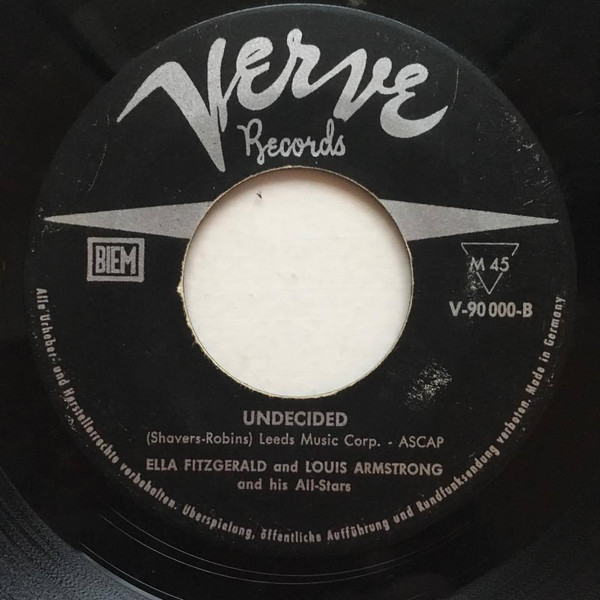 Verve
Records
BIEM
M 45
V-90 000-B
UNDECIDED
(Shavers-Robins) Leeds Music Corp. - ASCAP
ELLA FITZGERALD and LOUIS ARMSTRONG
and his All-Stars
Alle Urheber- und Herstellerrechte vorbehalten. Überspielung, öffentliche Aufführung und Rundfunksendung verboten. Made in Germany